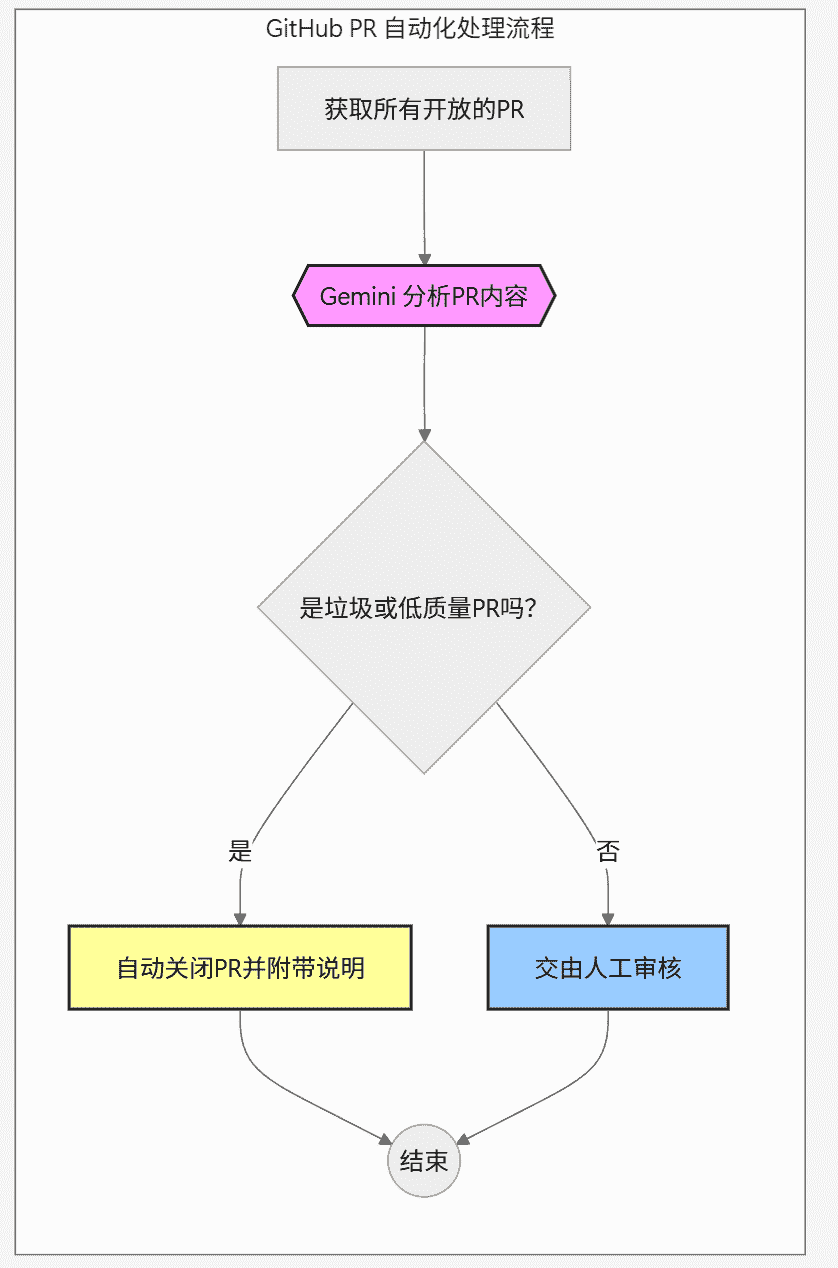 GitHub PR 自动化处理流程
获取所有开放的PR
Gemini 分析PR内容
是垃圾或低质量PR吗？
是
否
自动关闭PR并附带说明
交由人工审核
结束